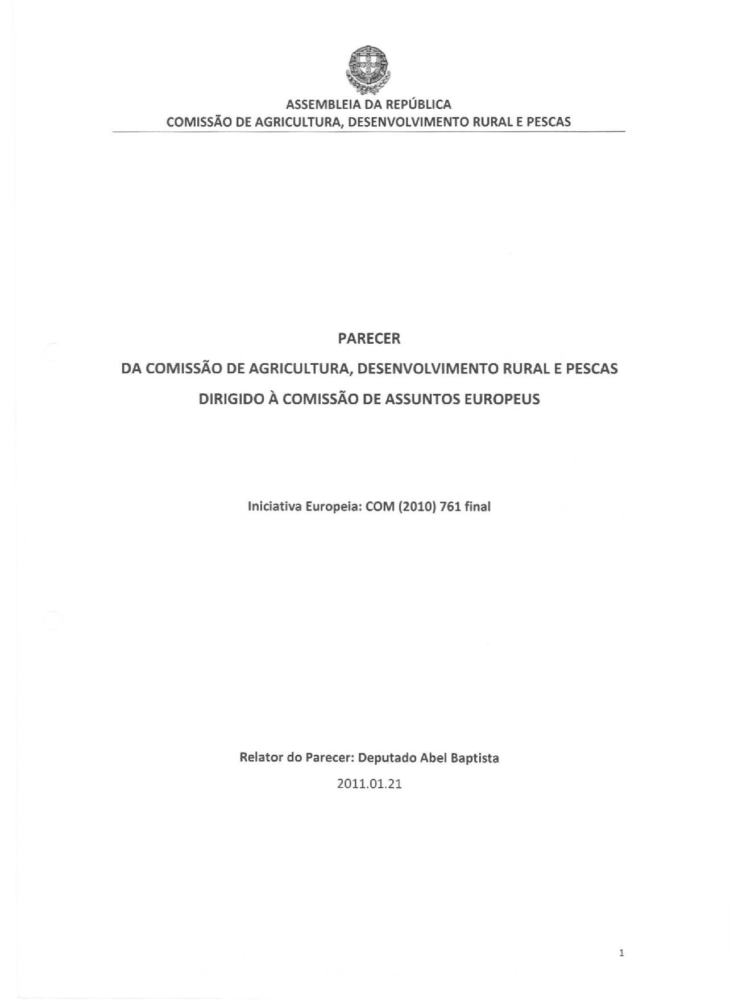 ASSEMBLEIA DA REPÚBLICA
COMISSÃO DE AGRICULTURA, DESENVOLVIMENTO RURAL E PESCAS
PARECER
DA COMISSÃO DE AGRICULTURA, DESENVOLVIMENTO RURAL E PESCAS
DIRIGIDO À COMISSÃO DE ASSUNTOS EUROPEUS
Iniciativa Europeia: COM (2010) 761 final
Relator do Parecer: Deputado Abel Baptista
2011.01.21
1